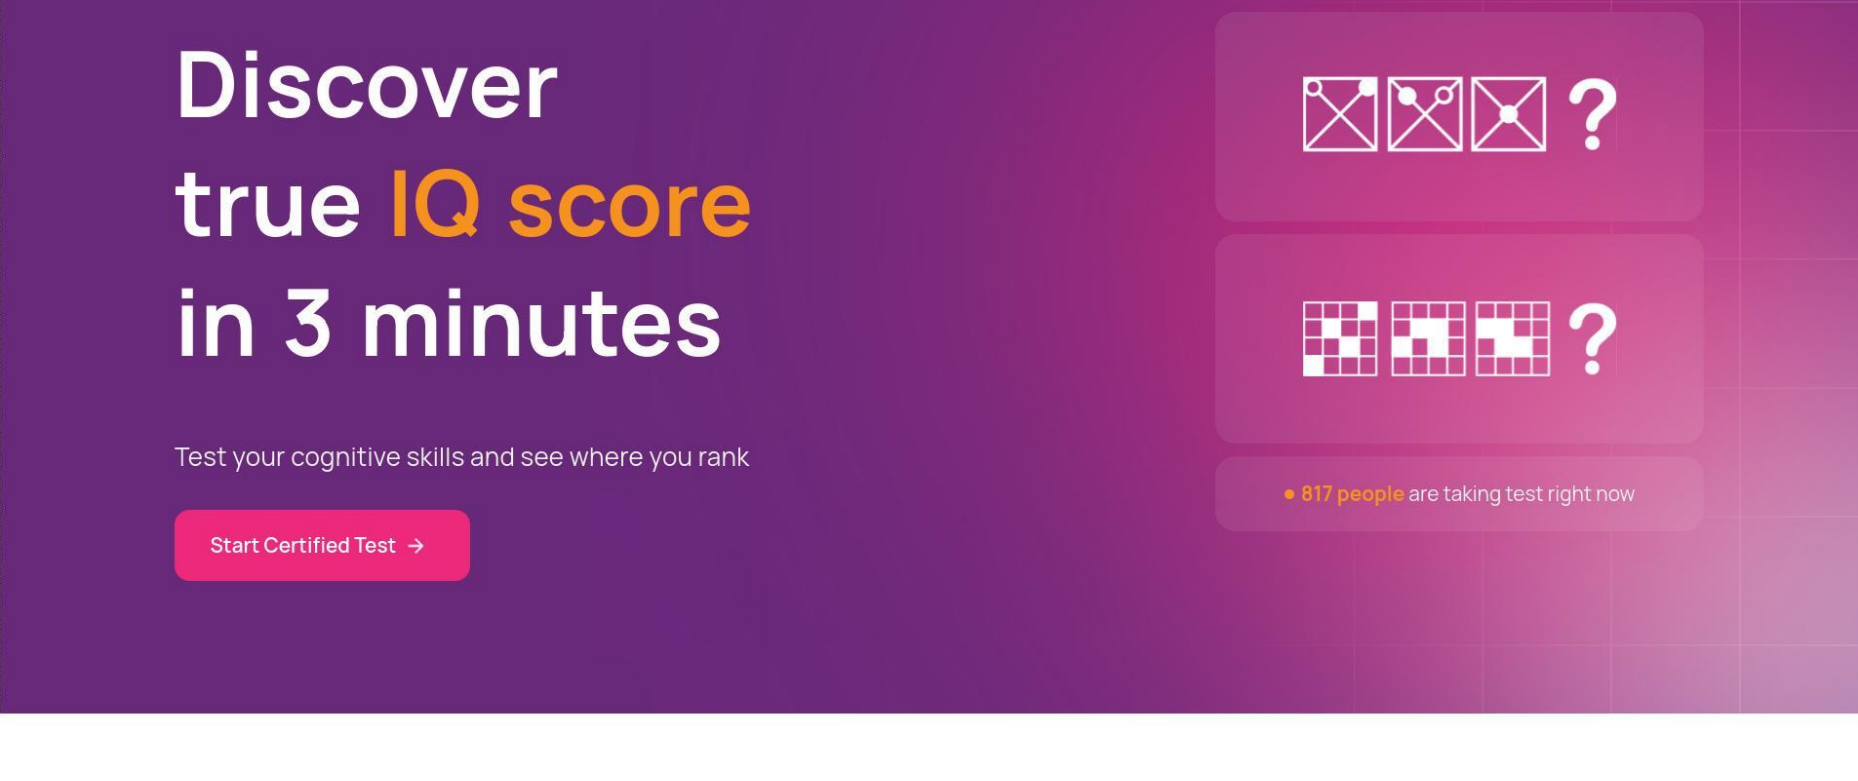 Discover
true IQ score
in 3 minutes
Test your cognitive skills and see where you rank
Start Certified Test →
?
?
817 people are taking test right now